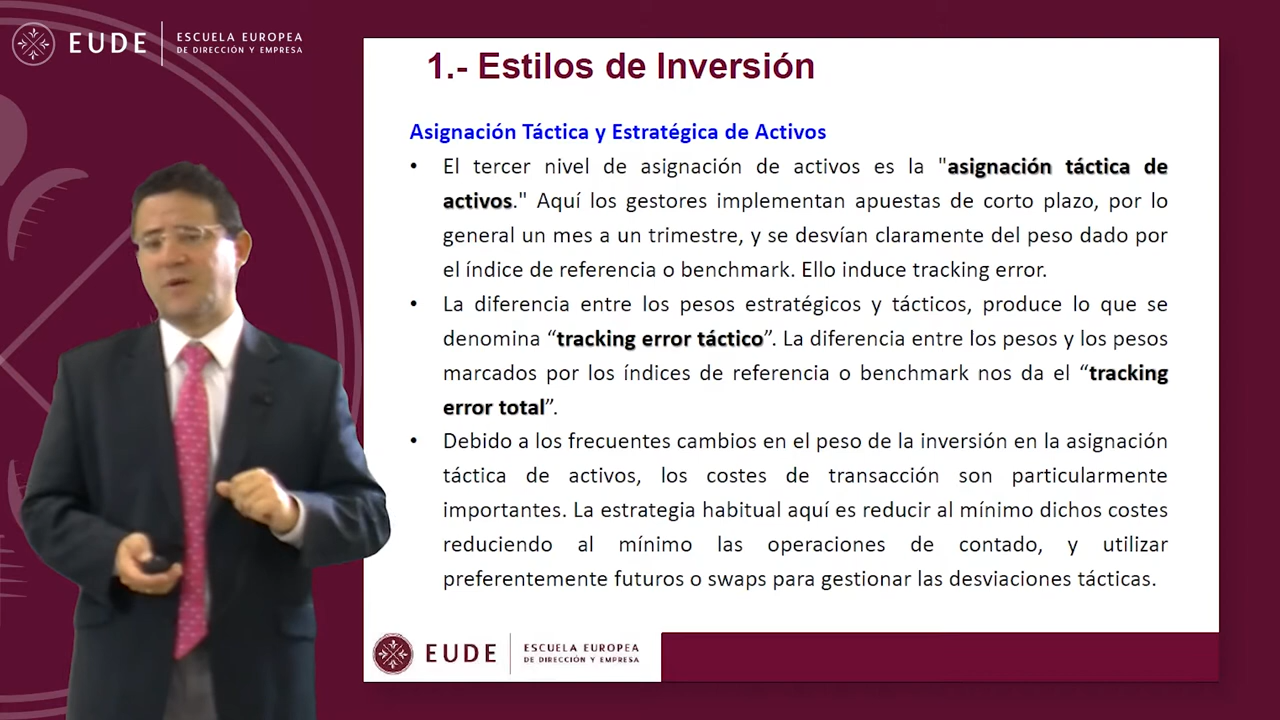 EUDE
ESCUELA EUROPEA
DE DIRECCIÓN Y EMPRESA
1.- Estilos de Inversión
Asignación Táctica y Estratégica de Activos
• El tercer nivel de asignación de activos es la "asignación táctica de
activos." Aquí los gestores implementan apuestas de corto plazo, por lo
general un mes a un trimestre, y se desvían claramente del peso dado por
el índice de referencia o benchmark. Ello induce tracking error.
• La diferencia entre los pesos estratégicos y tácticos, produce lo que se
denomina “tracking error táctico”. La diferencia entre los pesos y los pesos
marcados por los índices de referencia o benchmark nos da el “tracking
error total”.
• Debido a los frecuentes cambios en el peso de la inversión en la asignación
táctica de activos, los costes de transacción son particularmente
importantes. La estrategia habitual aquí es reducir al mínimo dichos costes
reduciendo al mínimo las operaciones de contado, y utilizar
preferentemente futuros o swaps para gestionar las desviaciones tácticas.
EUDE
ESCUELA EUROPEA
DE DIRECCIÓN Y EMPRESA